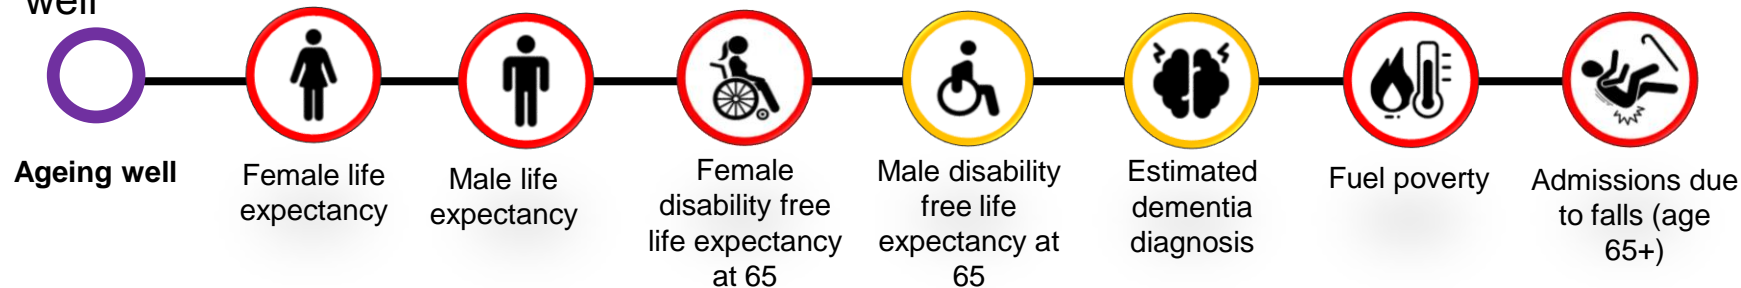 well
Ageing well
Female life
expectancy
Male life
expectancy
Female
disability free
life expectancy
at 65
Male disability
free life
expectancy at
65
Estimated
dementia
diagnosis
Fuel poverty
Admissions due
to falls (age
65+)